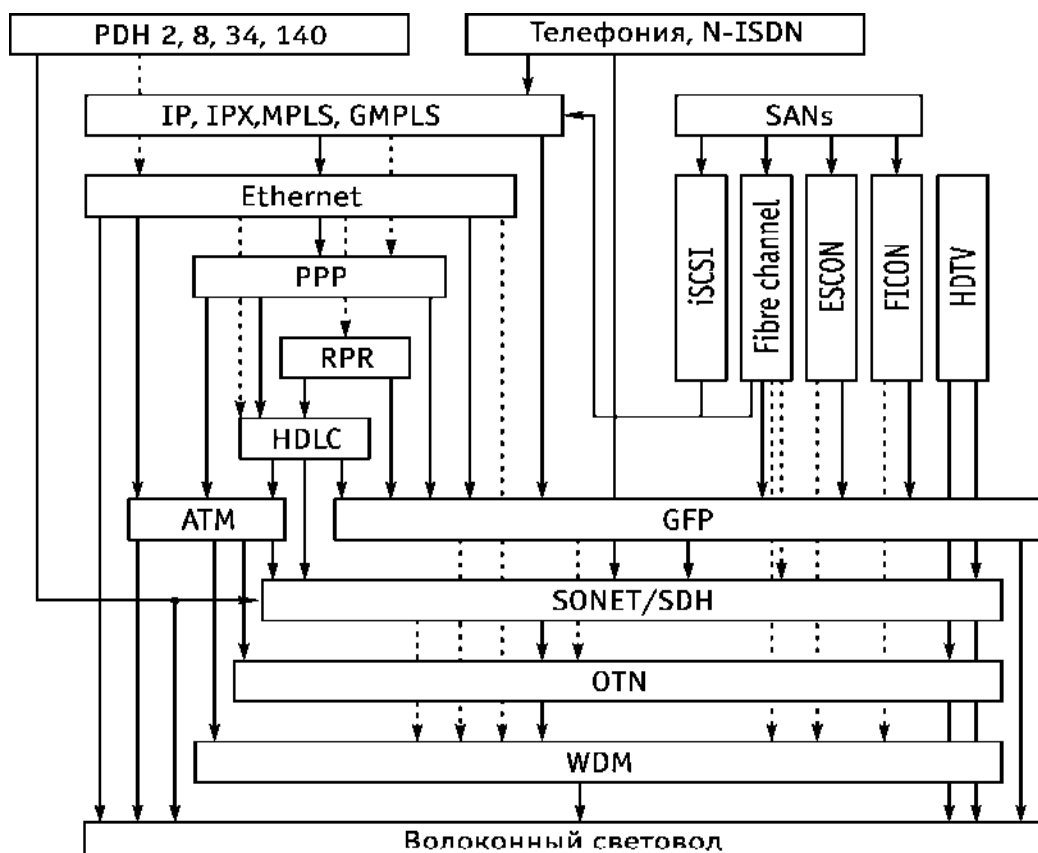 PDH 2, 8, 34, 140
Телефония, N-ISDN
IP, IPX,MPLS, GMPLS
SANs
Ethernet
iSCSI
Fibre channel
ESCON
FICON
HDTV
PPP
RPR
HDLC
ATM
GFP
SONET/SDH
OTN
WDM
Волоконный световод